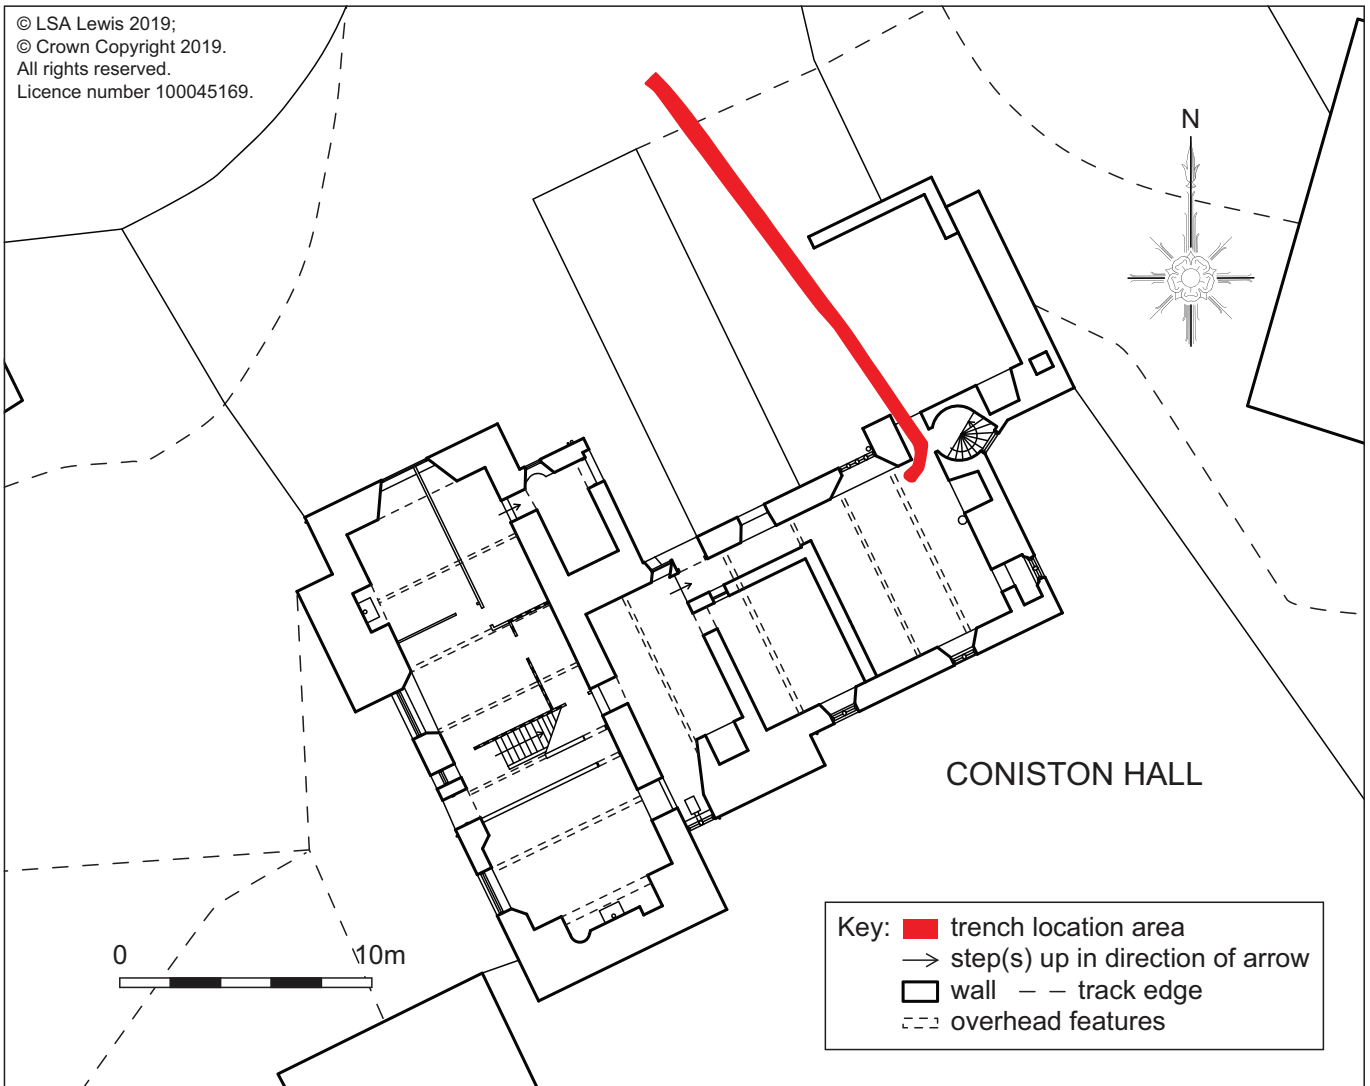 © LSA Lewis 2019;
© Crown Copyright 2019.
All rights reserved.
Licence number 100045169.
N
CONISTON HALL
0 10m
Key: trench location area
step(s) up in direction of arrow
wall track edge
overhead features